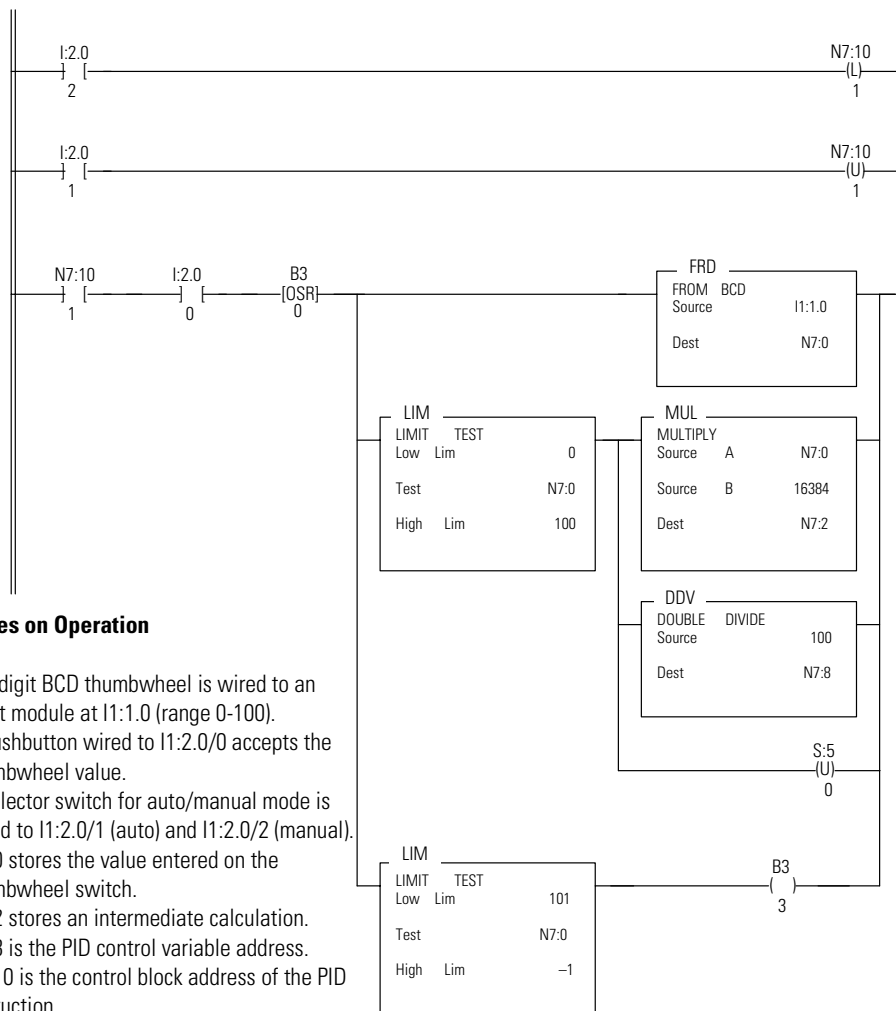 I:2.0 N7:10
] [ (L)
2 1
I:2.0 N7:10
] [ (U)
1 1
N7:10 I:2.0 B3
] [ ] [ [OSR]
1 0 0
FRD
FROM BCD
Source I1:1.0
Dest N7:0
LIM
LIMIT TEST
Low Lim 0
Test N7:0
High Lim 100
MUL
MULTIPLY
Source A N7:0
Source B 16384
Dest N7:2
DDV
DOUBLE DIVIDE
Source 100
Dest N7:8
S:5
(U)
0
LIM
LIMIT TEST
Low Lim 101
Test N7:0
High Lim –1
B3
( )
3
es on Operation
digit BCD thumbwheel is wired to an
t module at I1:1.0 (range 0-100).
shbutton wired to I1:2.0/0 accepts the
bwheel value.
lector switch for auto/manual mode is
d to I1:2.0/1 (auto) and I1:2.0/2 (manual).
0 stores the value entered on the
mbwheel switch.
2 stores an intermediate calculation.
is the PID control variable address.
10 is the control block address of the PID